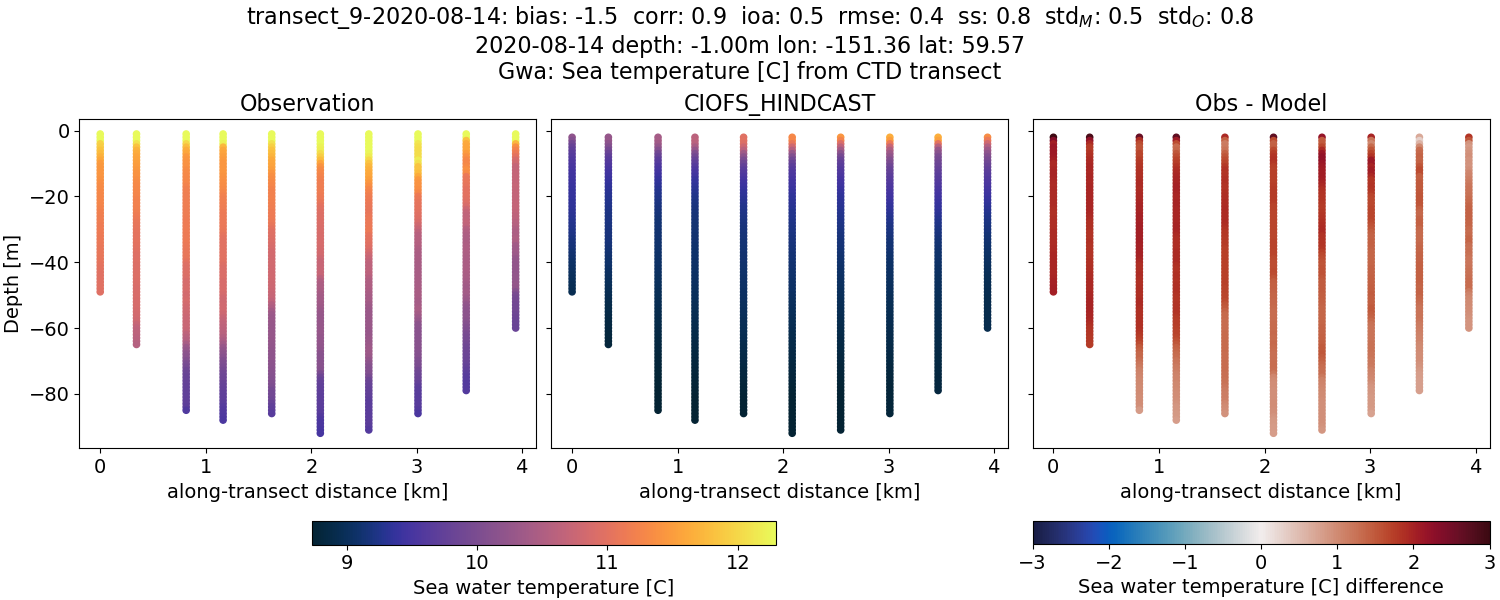 transect_9-2020-08-14: bias: -1.5 corr: 0.9 ioa: 0.5 rmse: 0.4 ss: 0.8 std_M: 0.5 std_O: 0.8
2020-08-14 depth: -1.00m lon: -151.36 lat: 59.57
Gwa: Sea temperature [C] from CTD transect
Observation CIOFS_HINDCAST Obs - Model
0
−20
−40
−60
−80
Depth [m]
0 1 2 3 4 0 1 2 3 4 0 1 2 3 4
along-transect distance [km] along-transect distance [km] along-transect distance [km]
9 10 11 12 −3 −2 −1 0 1 2 3
Sea water temperature [C] Sea water temperature [C] difference